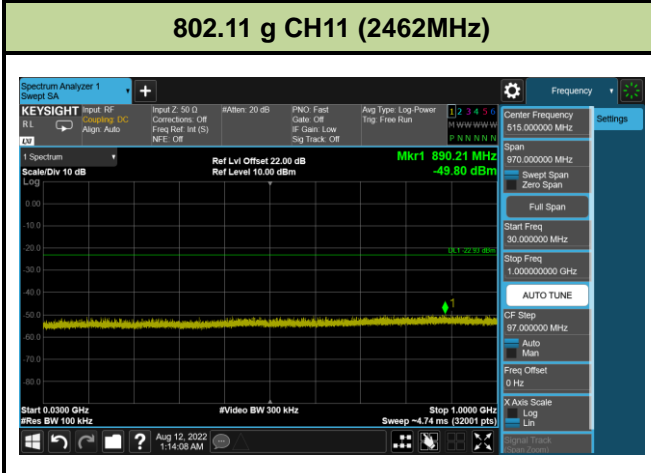 802.11 g CH11 (2462MHz)
Spectrum Analyzer 1
Swept SA
Frequency
KEYSIGHT
RL
LXI
Input: RF
Coupling: DC
Align: Auto
Input Z: 50 Ω
Corrections: Off
Freq Ref: Int (S)
NFE: Off
#Atten: 20 dB
PNO: Fast
Gate: Off
IF Gain: Low
Sig Track: Off
Avg Type: Log-Power
Trig: Free Run
1 2 3 4 5 6
M W W W W W
P N N N N N
1 Spectrum
Scale/Div 10 dB
Log
Ref Lvl Offset 22.00 dB
Ref Level 10.00 dBm
Mkr1 890.21 MHz
-49.80 dBm
0.00
-10.0
-20.0
-30.0
-40.0
-50.0
-60.0
-70.0
-80.0
DL1 -22.93 dBm
1
Start 0.0300 GHz
#Res BW 100 kHz
#Video BW 300 kHz
Stop 1.0000 GHz
Sweep ~4.74 ms (32001 pts)
Center Frequency
515.000000 MHz
Settings
Span
970.000000 MHz
Swept Span
Zero Span
Full Span
Start Freq
30.000000 MHz
Stop Freq
1.000000000 GHz
AUTO TUNE
CF Step
97.000000 MHz
Auto
Man
Freq Offset
0 Hz
X Axis Scale
Log
Lin
Signal Track
(Span Zoom)
Aug 12, 2022
1:14:08 AM